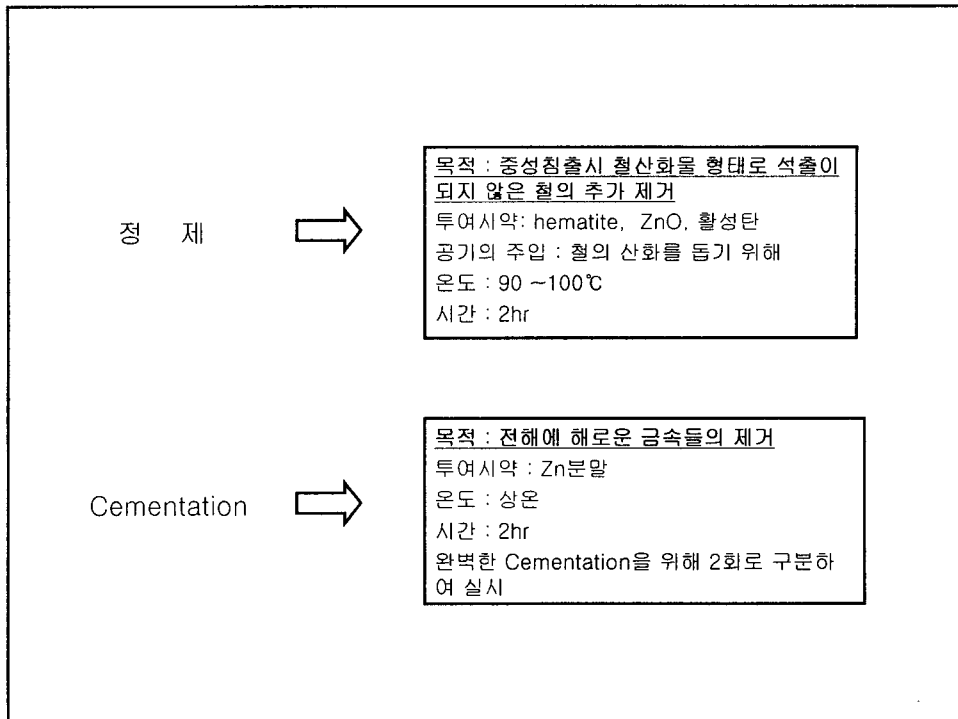 정 제
목적 : 중성침출시 철산화물 형태로 석출이
되지 않은 철의 추가 제거
투여시약: hematite, ZnO, 활성탄
공기의 주입 : 철의 산화를 돕기 위해
온도 : 90 ~100℃
시간 : 2hr
Cementation
목적 : 전해에 해로운 금속들의 제거
투여시약 : Zn분말
온도 : 상온
시간 : 2hr
완벽한 Cementation을 위해 2회로 구분하
여 실시